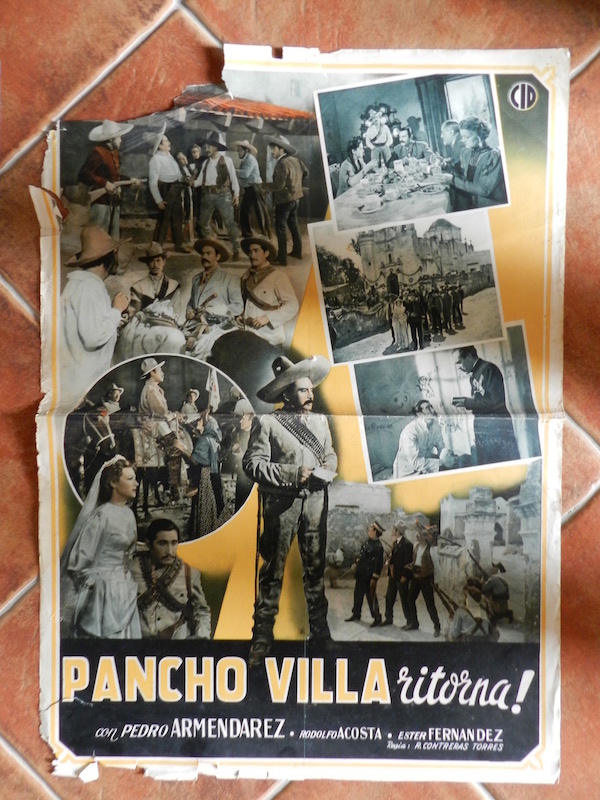 CID
PANCHO VILLA ritorna!
con PEDRO ARMENDAREZ · RODOLFO ACOSTA · ESTER FERNANDEZ
Regia: R. CONTRERAS TORRES